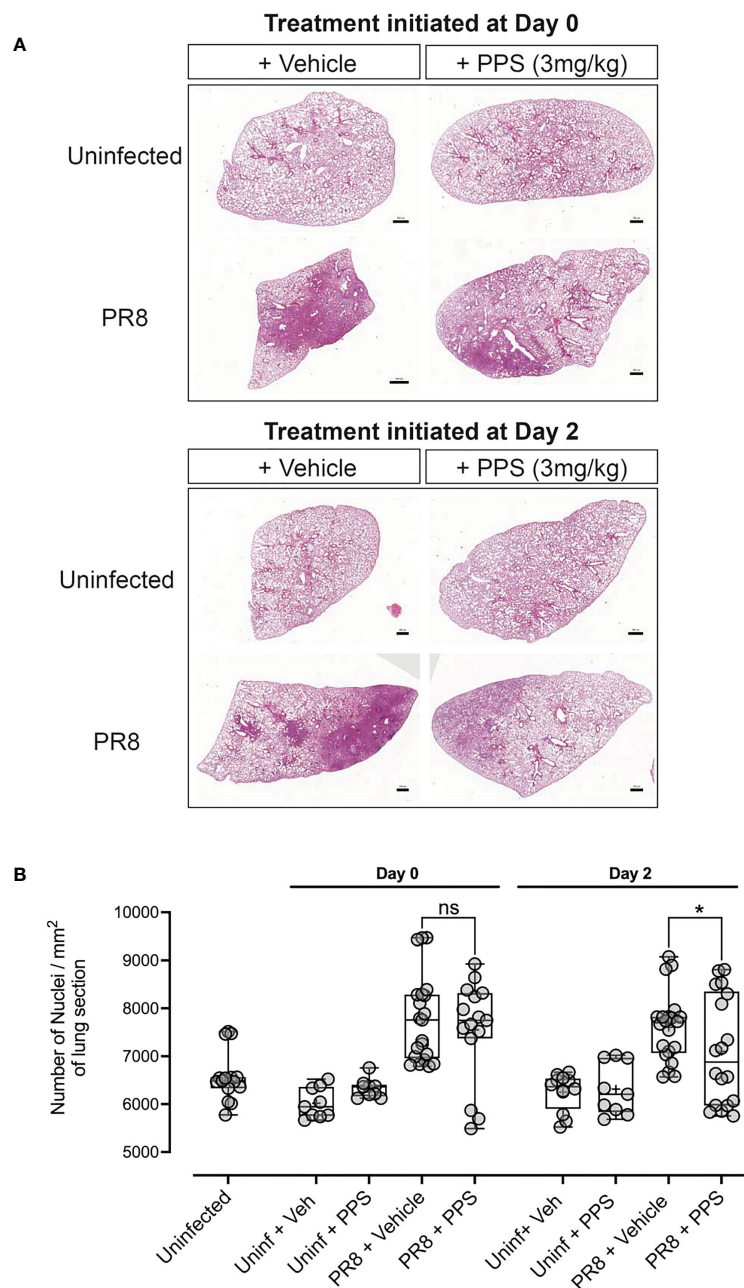 Treatment initiated at Day 0
A
+ Vehicle
+ PPS (3mg/kg)
Uninfected
PR8
Treatment initiated at Day 2
+ Vehicle
+ PPS (3mg/kg)
Uninfected
PR8
B
Day 0
Day 2
10000
9000
8000
7000
6000
5000
Number of Nuclei / mm²
of lung section
ns
*
Uninfected
Uninf + Veh
Uninf + PPS
PR8 + Vehicle
PR8 + PPS
Uninf+ Veh
Uninf + PPS
PR8 + Vehicle
PR8 + PPS